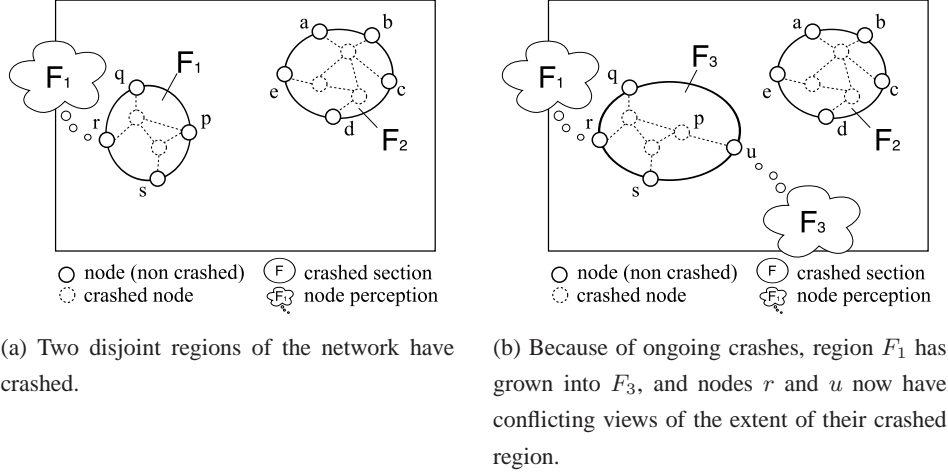 a
b
F₁
F₁
q
e
c
r
p
d
F₂
s
node (non crashed)
F
crashed section
crashed node
F₁
node perception
(a) Two disjoint regions of the network have
crashed.
a
b
F₃
F₁
q
e
c
r
p
d
F₂
u
s
F₃
node (non crashed)
F
crashed section
crashed node
F₁
node perception
(b) Because of ongoing crashes, region F₁ has
grown into F₃, and nodes r and u now have
conflicting views of the extent of their crashed
region.